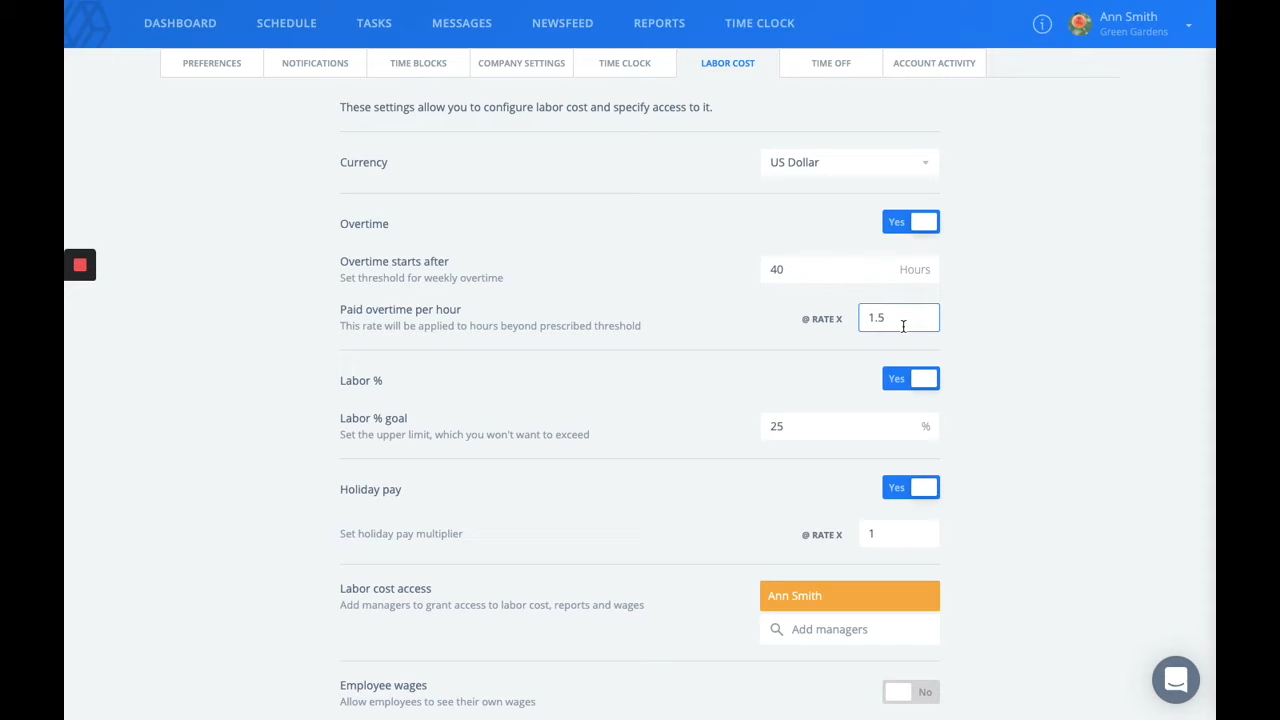 DASHBOARD SCHEDULE TASKS MESSAGES NEWSFEED REPORTS TIME CLOCK
Ann Smith
Green Gardens
PREFERENCES NOTIFICATIONS TIME BLOCKS COMPANY SETTINGS TIME CLOCK LABOR COST TIME OFF ACCOUNT ACTIVITY
These settings allow you to configure labor cost and specify access to it.
Currency US Dollar
Overtime Yes
Overtime starts after
Set threshold for weekly overtime
40 Hours
Paid overtime per hour
This rate will be applied to hours beyond prescribed threshold
@ RATE X 1.5
Labor % Yes
Labor % goal
Set the upper limit, which you won't want to exceed
25 %
Holiday pay Yes
Set holiday pay multiplier @ RATE X 1
Labor cost access
Add managers to grant access to labor cost, reports and wages
Ann Smith
Add managers
Employee wages
Allow employees to see their own wages
No